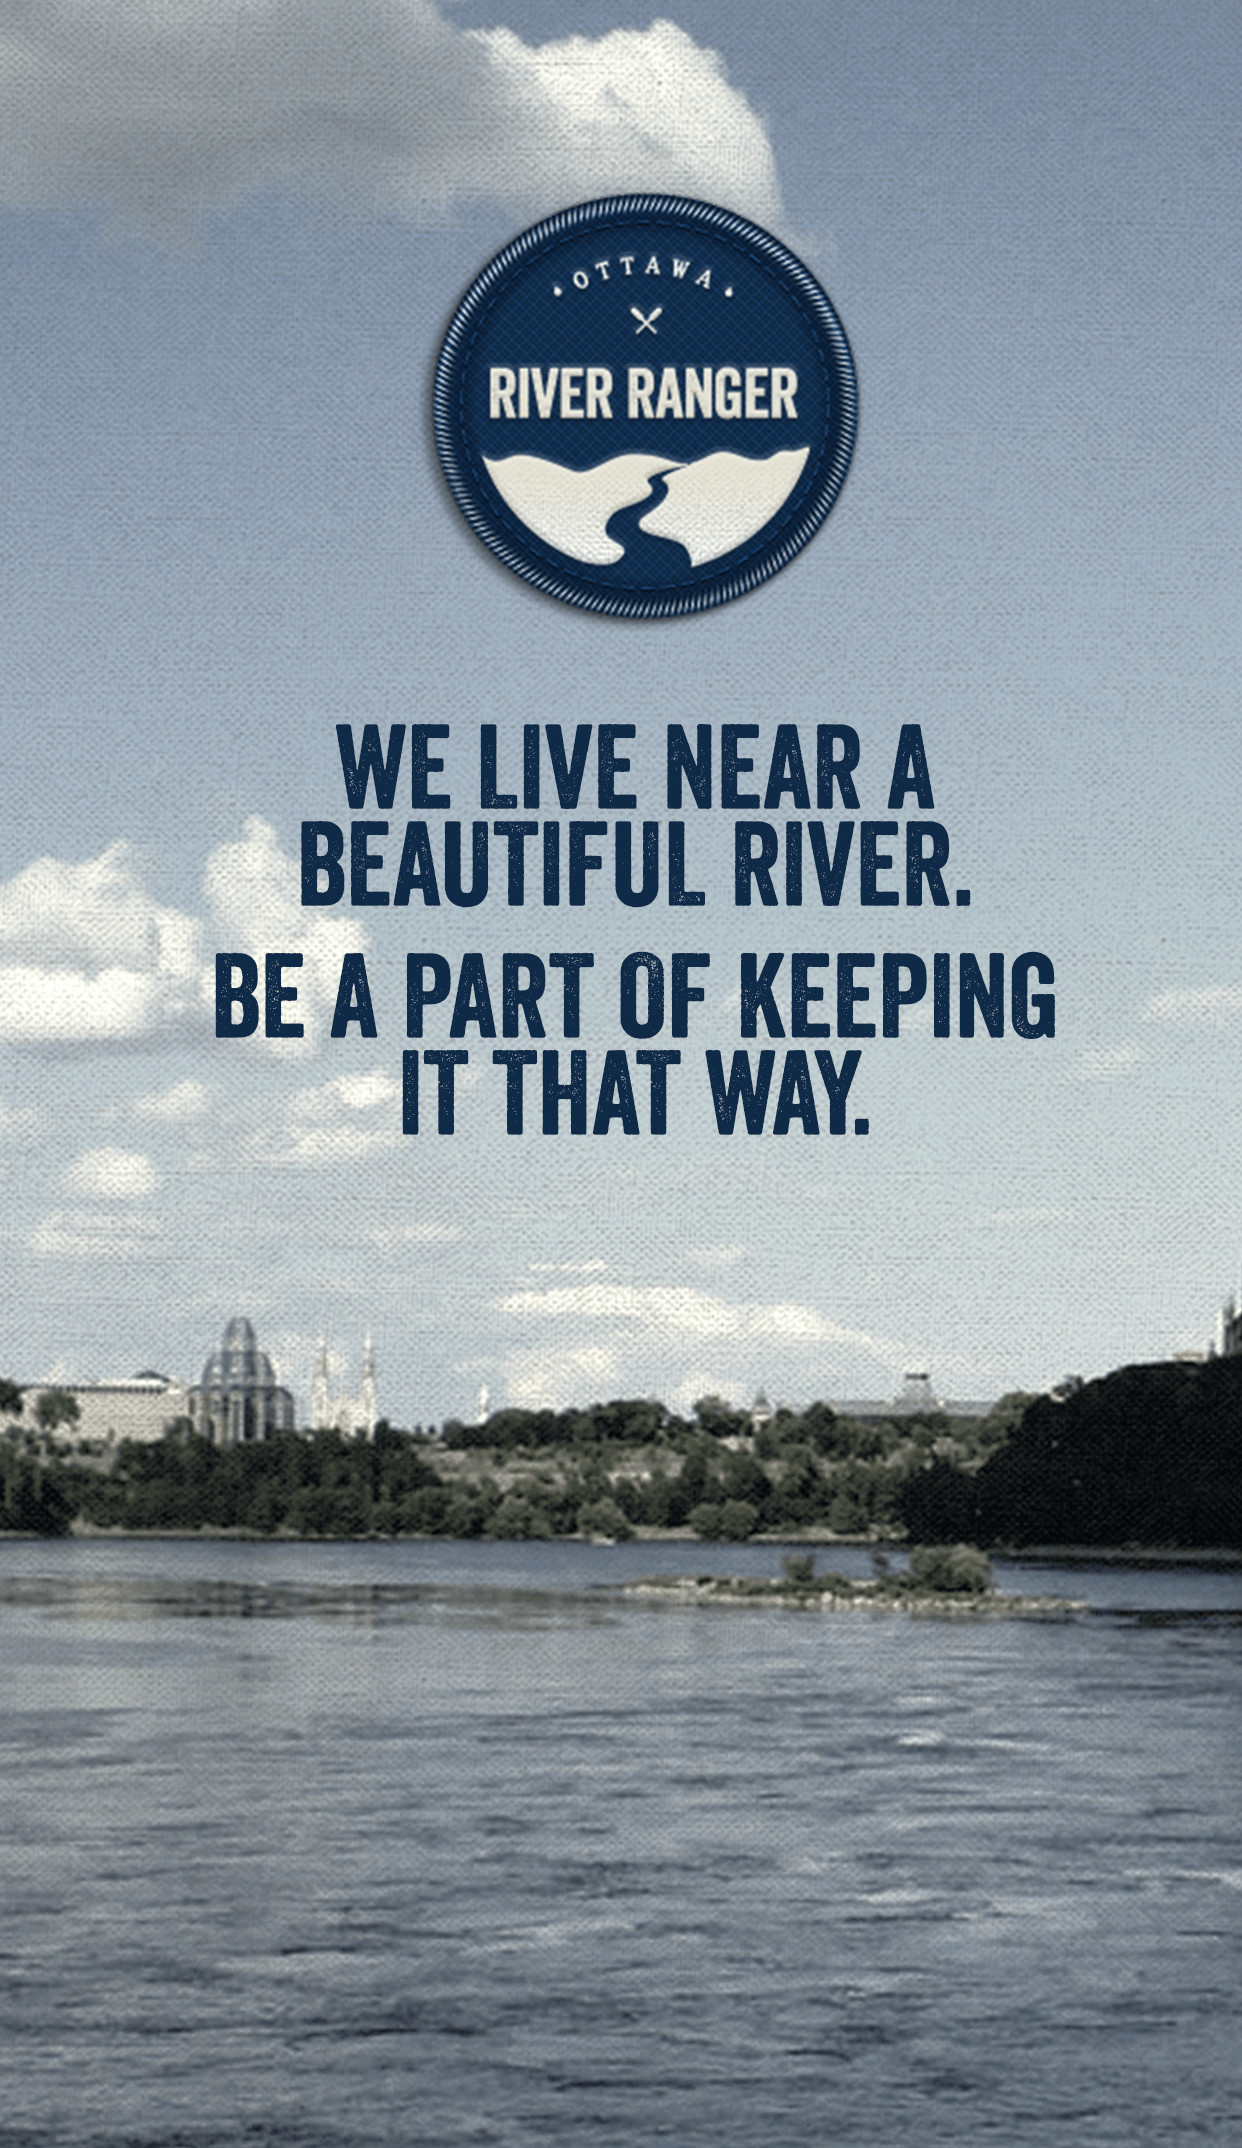 OTTAWA
RIVER RANGER
WE LIVE NEAR A
BEAUTIFUL RIVER.
BE A PART OF KEEPING
IT THAT WAY.